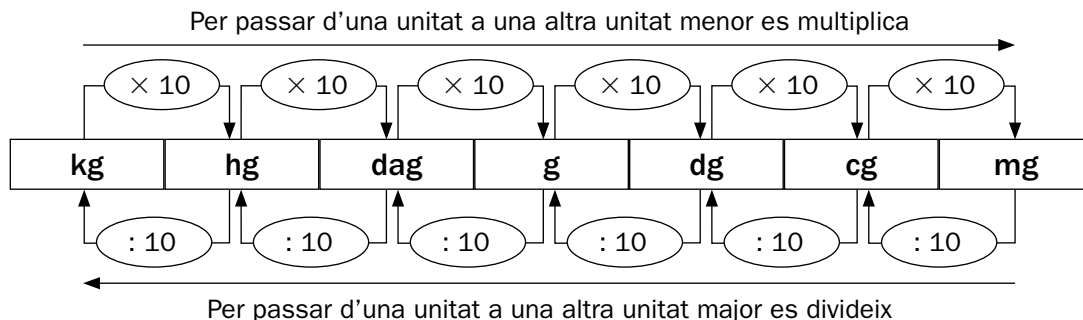 Per passar d'una unitat a una altra unitat menor es multiplica
× 10 × 10 × 10 × 10 × 10 × 10
kg hg dag g dg cg mg
: 10 : 10 : 10 : 10 : 10 : 10
Per passar d'una unitat a una altra unitat major es divideix